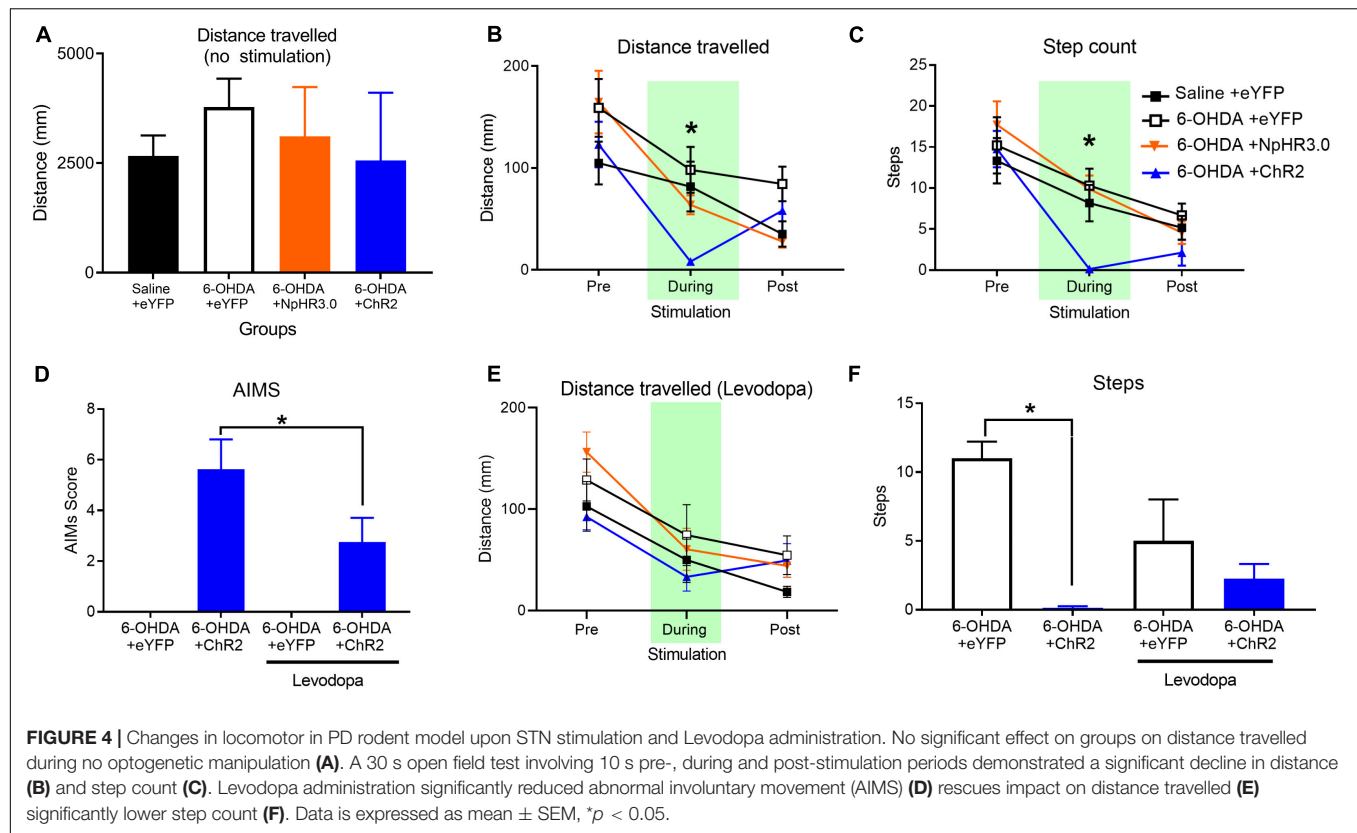 A
Distance travelled
(no stimulation)
5000
2500
0
Distance (mm)
Saline +eYFP
6-OHDA +eYFP
6-OHDA +NpHR3.0
6-OHDA +ChR2
Groups
B
Distance travelled
200
100
0
Distance (mm)
*
Pre
During
Post
Stimulation
C
Step count
25
20
15
10
5
0
Steps
*
Pre
During
Post
Stimulation
Saline +eYFP
6-OHDA +eYFP
6-OHDA +NpHR3.0
6-OHDA +ChR2
D
AIMS
8
6
4
2
0
AIMs Score
*
6-OHDA +eYFP
6-OHDA +ChR2
6-OHDA +eYFP
6-OHDA +ChR2
Levodopa
E
Distance travelled (Levodopa)
200
100
0
Distance (mm)
Pre
During
Post
Stimulation
F
Steps
15
10
5
0
Steps
*
6-OHDA +eYFP
6-OHDA +ChR2
6-OHDA +eYFP
6-OHDA +ChR2
Levodopa
FIGURE 4 | Changes in locomotor in PD rodent model upon STN stimulation and Levodopa administration. No significant effect on groups on distance travelled
during no optogenetic manipulation (A). A 30 s open field test involving 10 s pre-, during and post-stimulation periods demonstrated a significant decline in distance
(B) and step count (C). Levodopa administration significantly reduced abnormal involuntary movement (AIMS) (D) rescues impact on distance travelled (E)
significantly lower step count (F). Data is expressed as mean ± SEM, *p < 0.05.